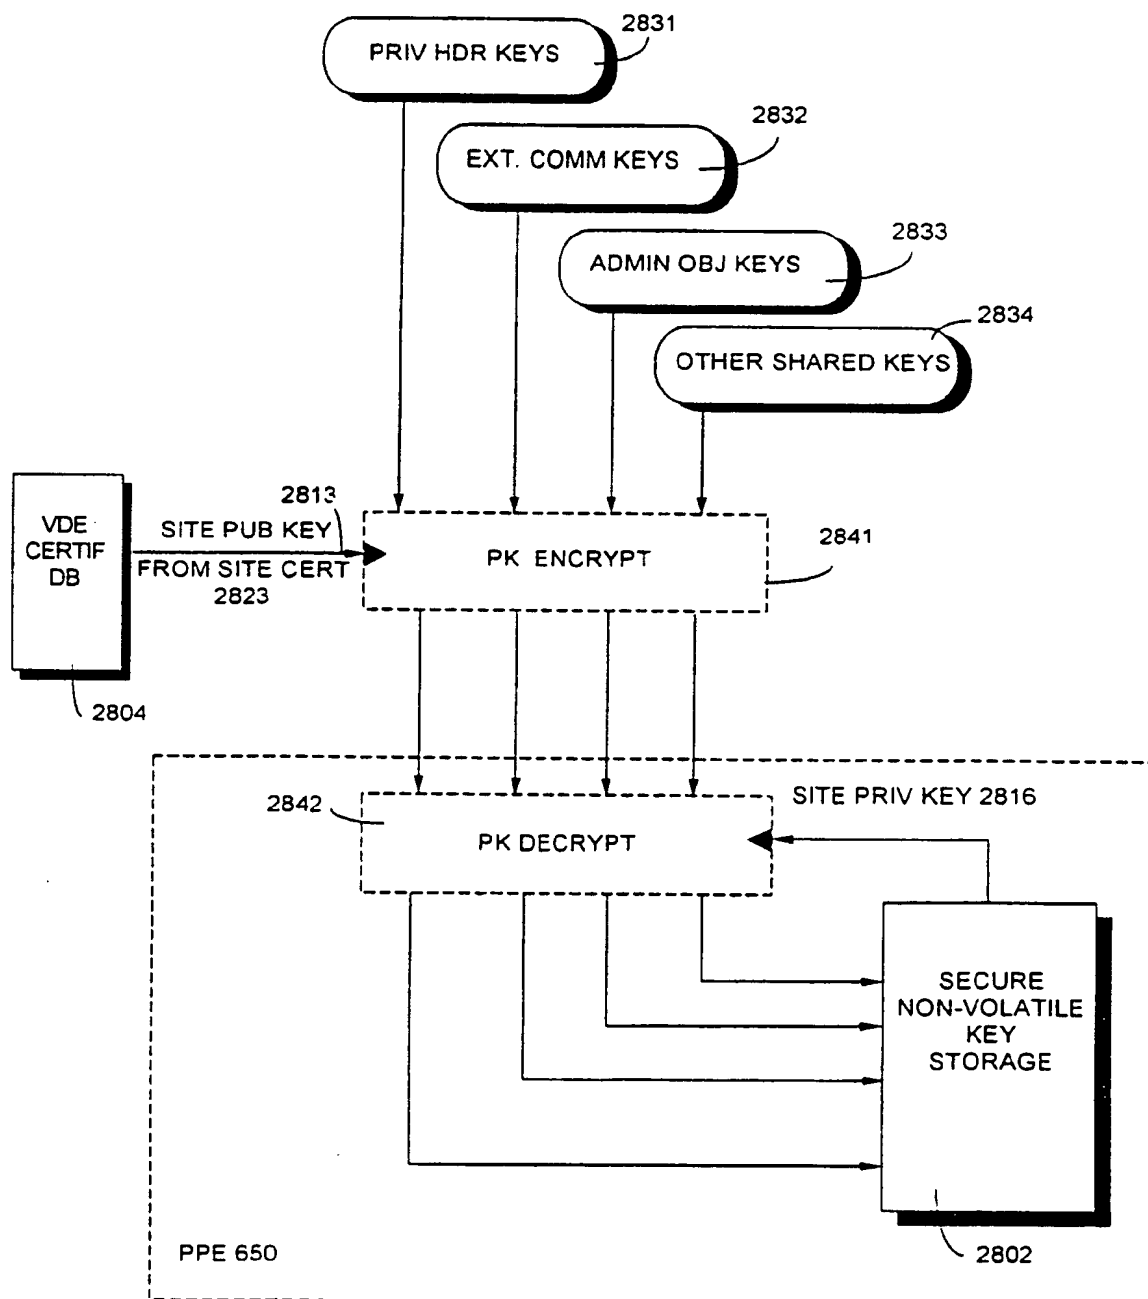 2831
PRIV HDR KEYS
2832
EXT. COMM KEYS
2833
ADMIN OBJ KEYS
2834
OTHER SHARED KEYS
VDE
CERTIF
DB
2804
2813
SITE PUB KEY
FROM SITE CERT
2823
PK ENCRYPT
2841
2842
PK DECRYPT
SITE PRIV KEY 2816
SECURE
NON-VOLATILE
KEY
STORAGE
2802
PPE 650